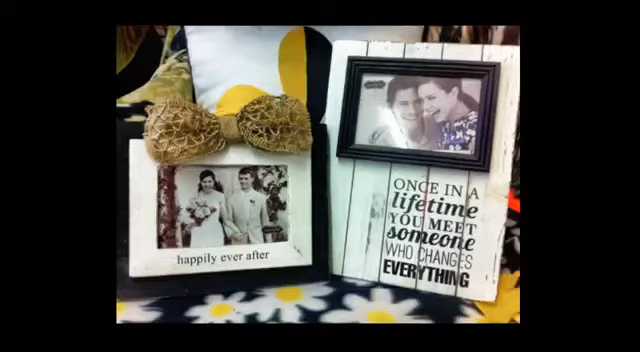 happily ever after
ONCE IN A
lifetime
YOU MEET
someone
WHO CHANGES
EVERYTHING